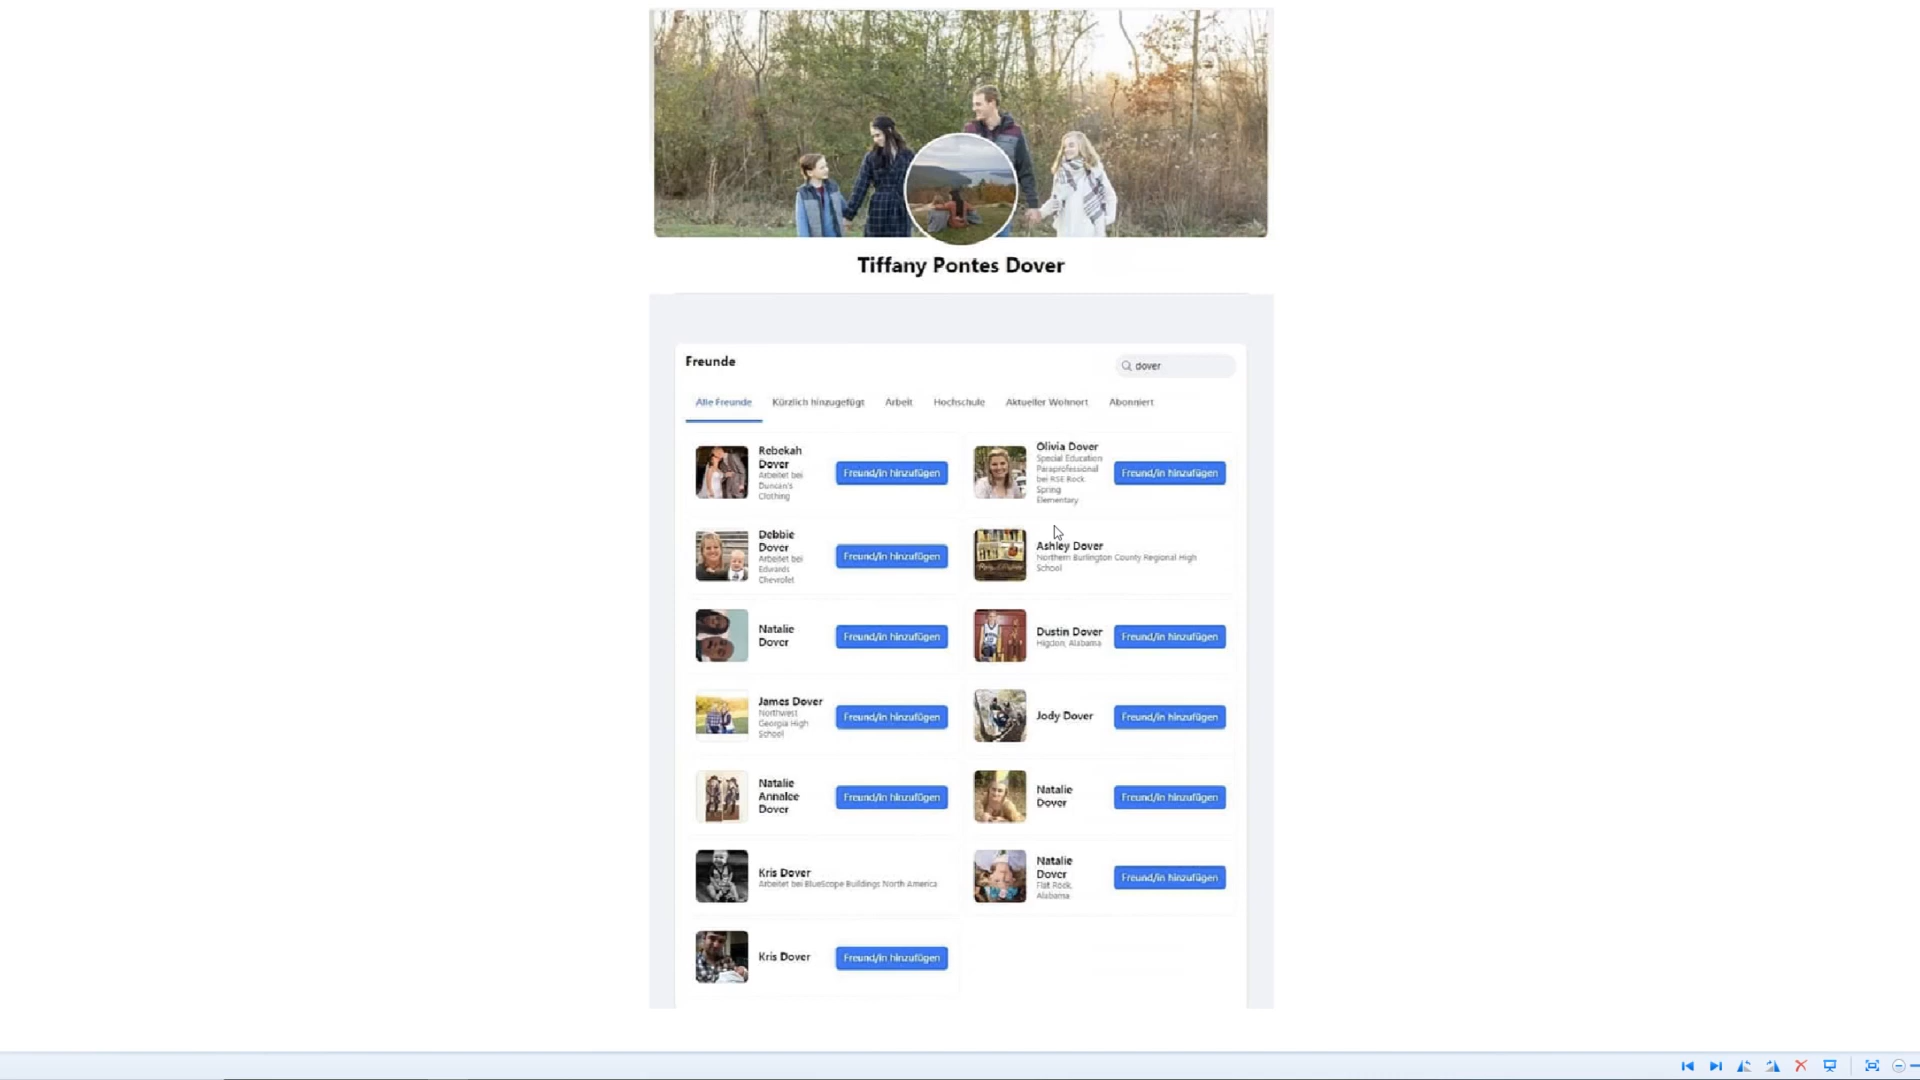 Tiffany Pontes Dover
Freunde
dover
Alle Freunde
Kürzlich hinzugefügt
Arbeit
Hochschule
Aktueller Wohnort
Abonniert
Rebekah
Dover
Arbeitet bei
Duncan's
Clothing
Freund/in hinzufügen
Olivia Dover
Special Education
Paraprofessional
bei RSE Rock
Spring
Elementary
Freund/in hinzufügen
Debbie
Dover
Arbeitet bei
Edwards
Chevrolet
Freund/in hinzufügen
Ashley Dover
Northern Burlington County Regional High
School
Natalie
Dover
Freund/in hinzufügen
Dustin Dover
Higdon, Alabama
Freund/in hinzufügen
James Dover
Northwest
Georgia High
School
Freund/in hinzufügen
Jody Dover
Freund/in hinzufügen
Natalie
Annalee
Dover
Freund/in hinzufügen
Natalie
Dover
Freund/in hinzufügen
Kris Dover
Arbeitet bei BlueScope Buildings North America
Natalie
Dover
Flat Rock,
Alabama
Freund/in hinzufügen
Kris Dover
Freund/in hinzufügen